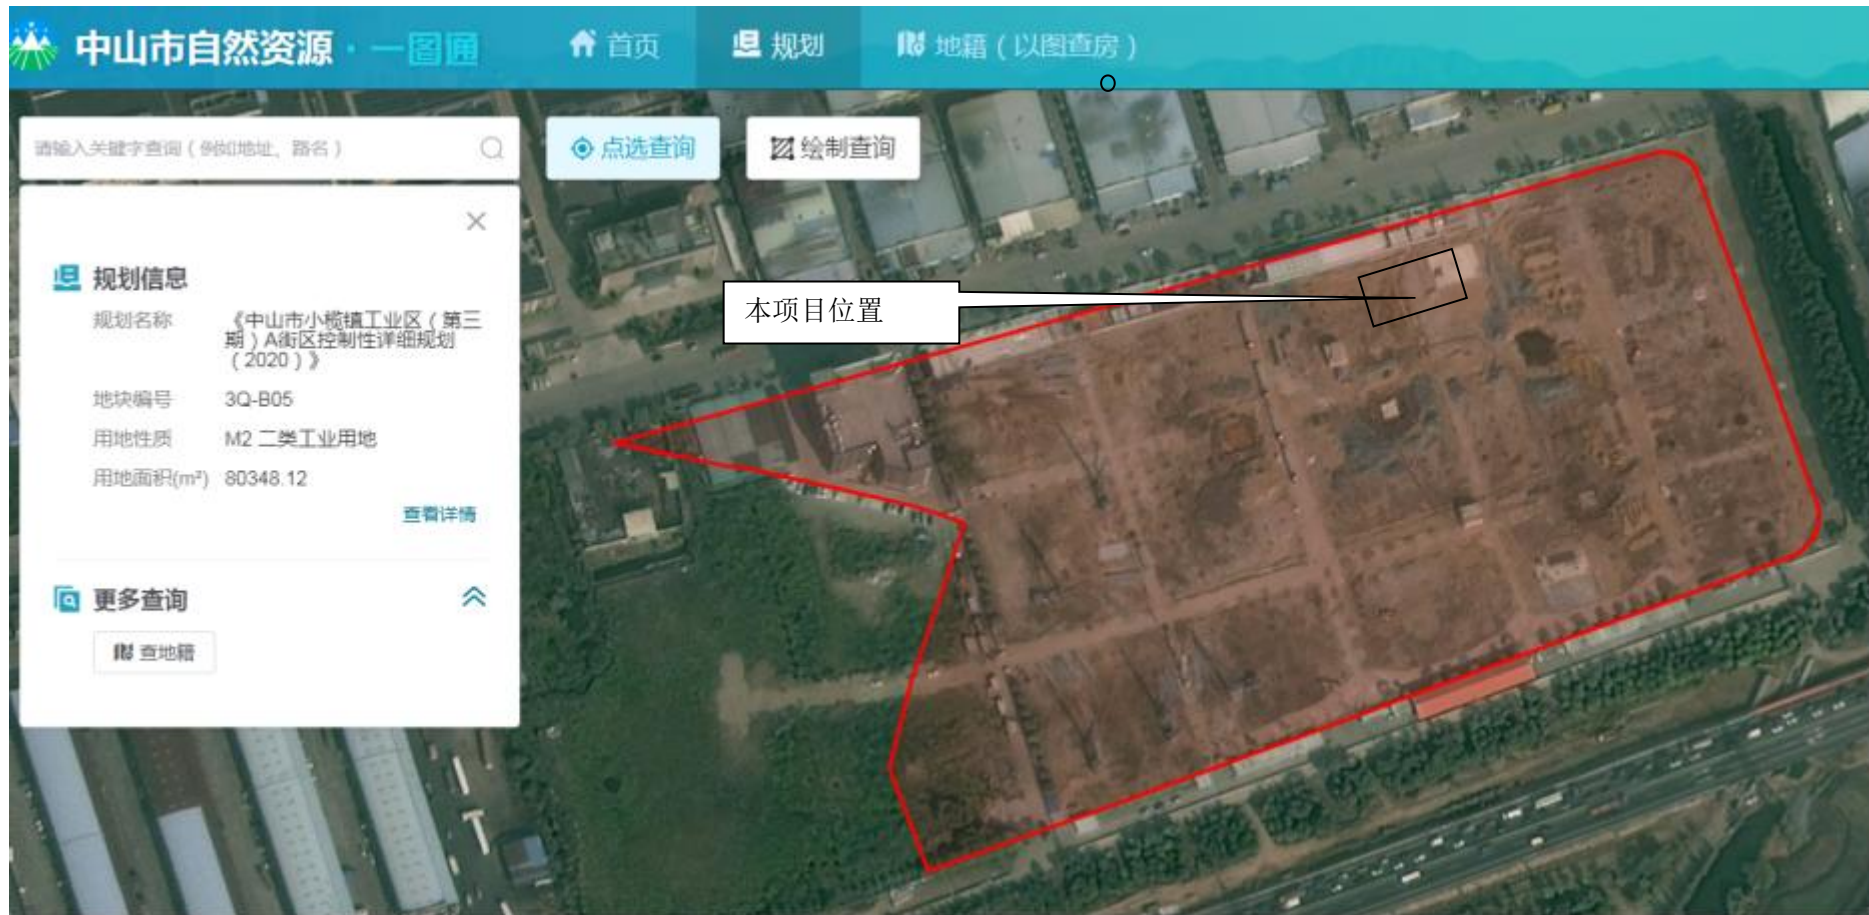 中山市自然资源·一图通
首页
规划
地籍（以图查房）
请输入关键字查询（例如地址、路名）
点选查询
绘制查询
规划信息
规划名称
《中山市小榄镇工业区（第三
期）A街区控制性详细规划
（2020）》
地块编号
3Q-B05
用地性质
M2 二类工业用地
用地面积(m²)
80348.12
查看详情
更多查询
查地籍
本项目位置